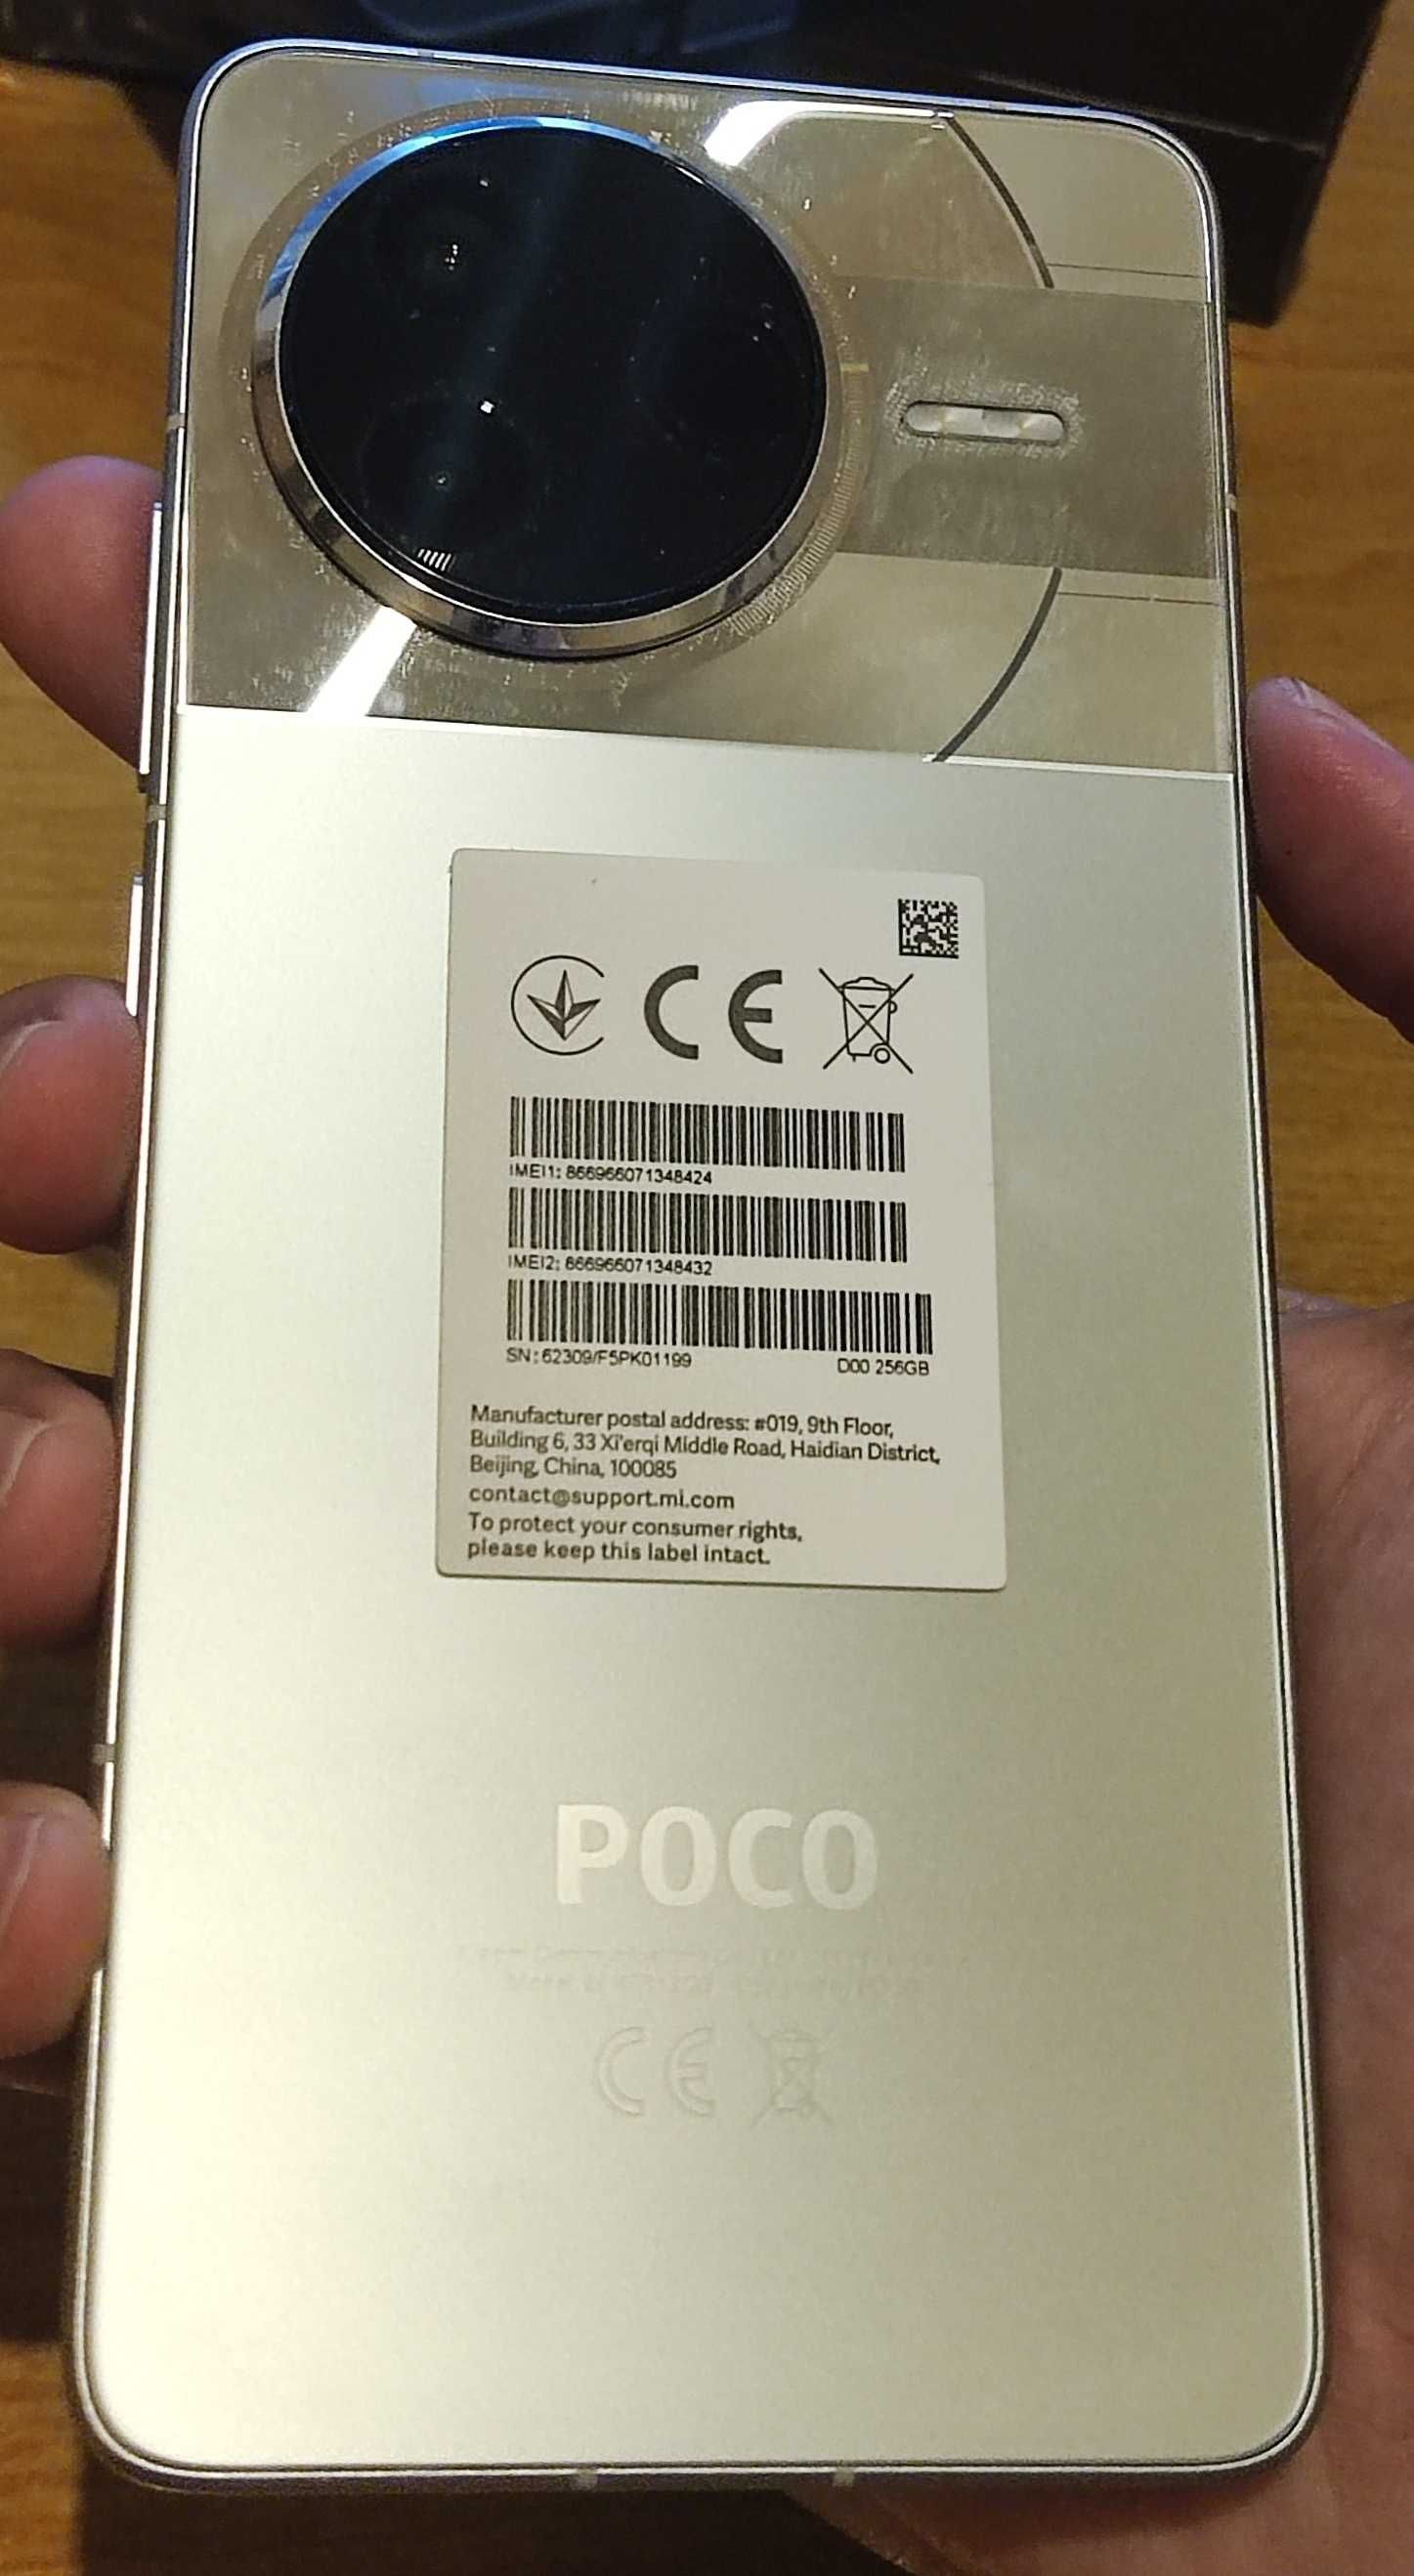 CE
IMEI1: 866966071348424
IMEI2: 866966071348432
SN: 62309/F5PK01199 D00 256GB
Manufacturer postal address: #019, 9th Floor,
Building 6, 33 Xi'erqi Middle Road, Haidian District,
Beijing, China, 100085
contact@support.mi.com
To protect your consumer rights,
please keep this label intact.
POCO
CE